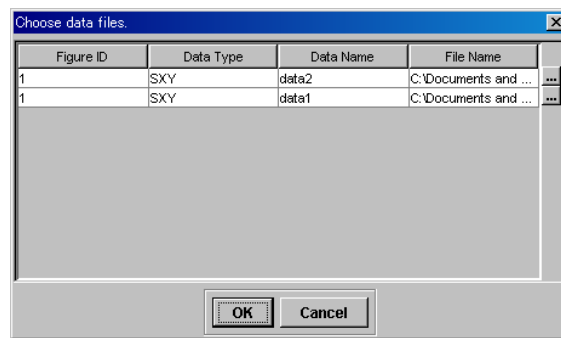 Choose data files.
Figure ID Data Type Data Name File Name
1 SXY data2 C:\Documents and ... ...
1 SXY data1 C:\Documents and ... ...
OK Cancel